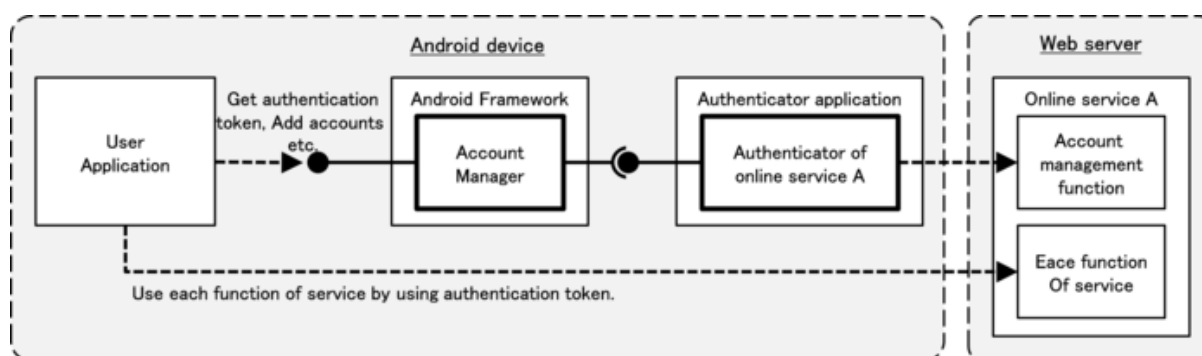 Android device
Web server
User
Application
Get authentication
token, Add accounts
etc.
Android Framework
Account
Manager
Authenticator application
Authenticator of
online service A
Online service A
Account
management
function
Eace function
Of service
Use each function of service by using authentication token.